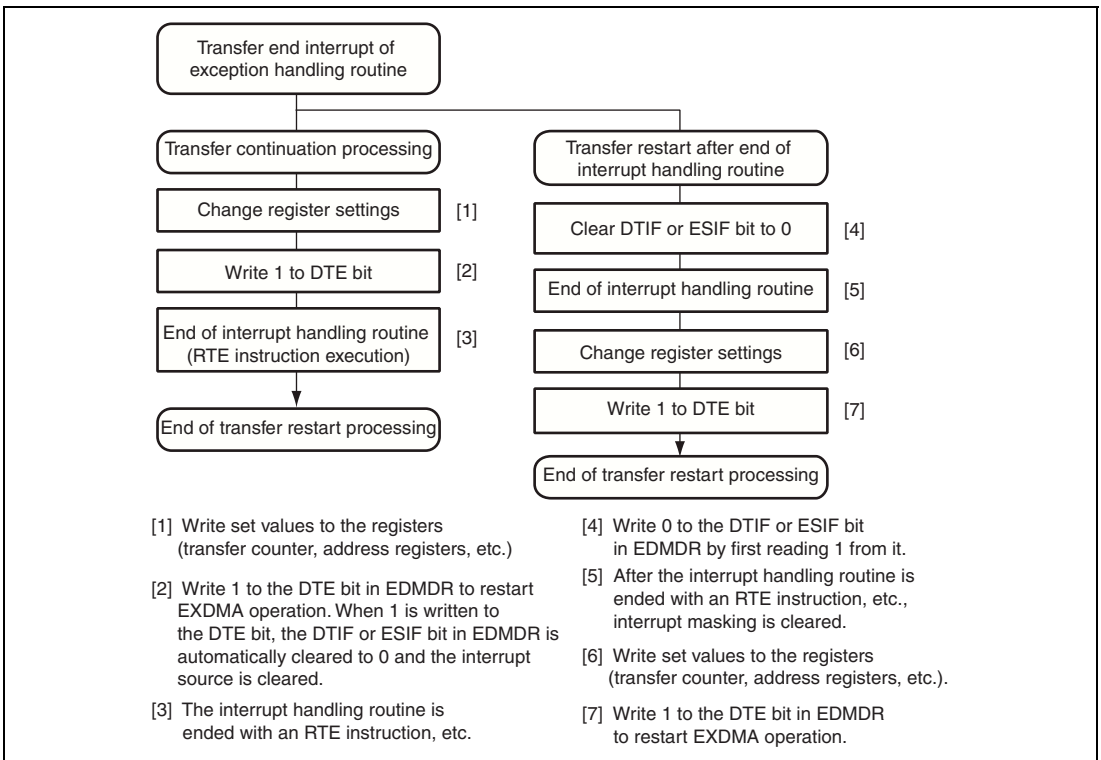 Transfer end interrupt of
exception handling routine
Transfer continuation processing
Change register settings
[1]
Write 1 to DTE bit
[2]
End of interrupt handling routine
(RTE instruction execution)
[3]
End of transfer restart processing
Transfer restart after end of
interrupt handling routine
Clear DTIF or ESIF bit to 0
[4]
End of interrupt handling routine
[5]
Change register settings
[6]
Write 1 to DTE bit
[7]
End of transfer restart processing
[1] Write set values to the registers
(transfer counter, address registers, etc.)
[2] Write 1 to the DTE bit in EDMDR to restart
EXDMA operation. When 1 is written to
the DTE bit, the DTIF or ESIF bit in EDMDR is
automatically cleared to 0 and the interrupt
source is cleared.
[3] The interrupt handling routine is
ended with an RTE instruction, etc.
[4] Write 0 to the DTIF or ESIF bit
in EDMDR by first reading 1 from it.
[5] After the interrupt handling routine is
ended with an RTE instruction, etc.,
interrupt masking is cleared.
[6] Write set values to the registers
(transfer counter, address registers, etc.).
[7] Write 1 to the DTE bit in EDMDR
to restart EXDMA operation.